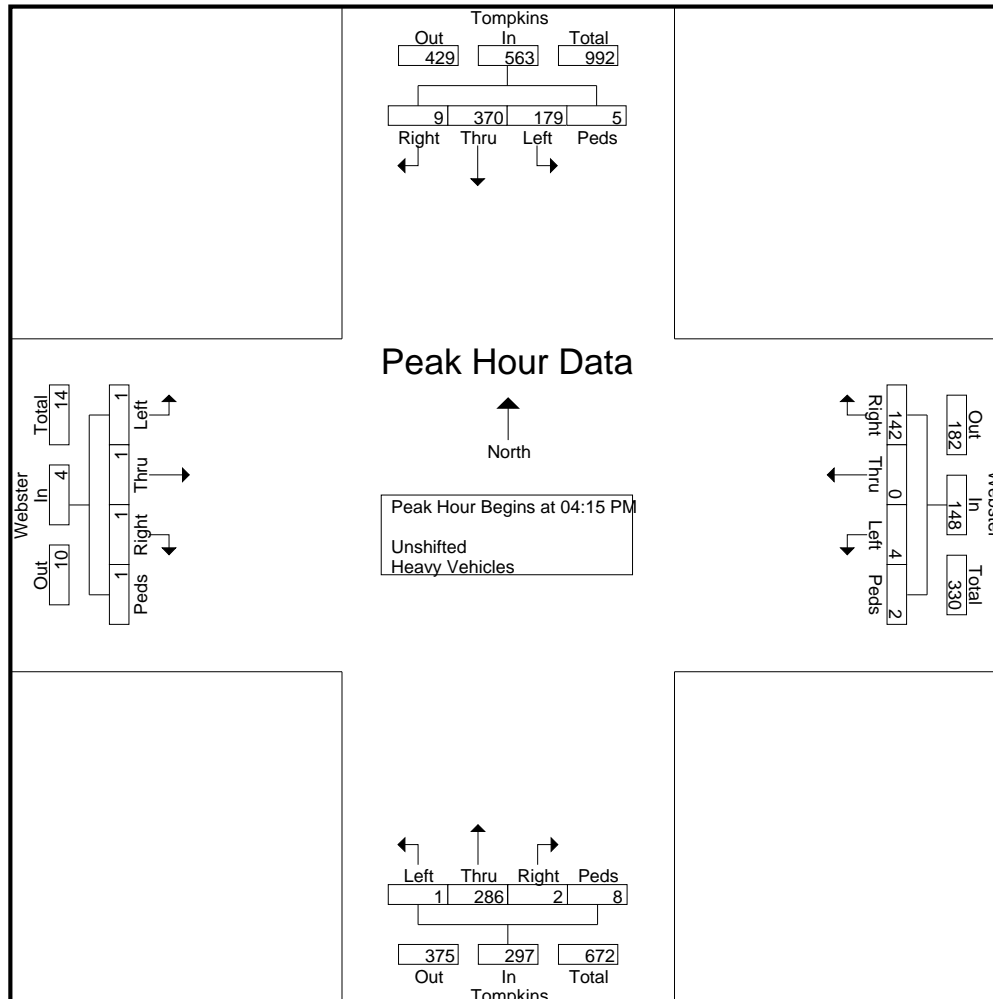 Tompkins
Out In Total
429 563 992
9 370 179 5
Right Thru Left Peds
Peak Hour Data
North
Peak Hour Begins at 04:15 PM
Unshifted
Heavy Vehicles
Webster
Total In Out
14 4 10
1 1 1 1
Left Thru Right Peds
Right Thru Left Peds
142 0 4 2
Out In Total
182 148 330
Webster
Left Thru Right Peds
1 286 2 8
375 297 672
Out In Total
Tompkins